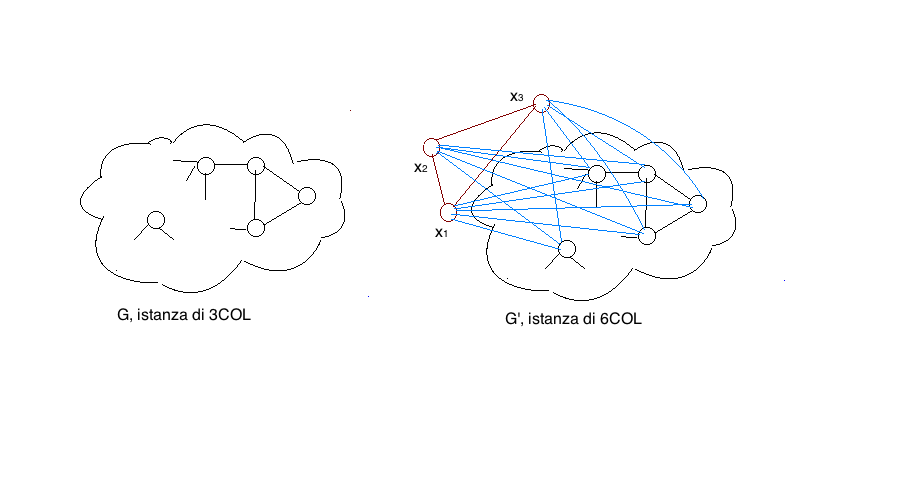 x3
x2
x1
G, istanza di 3COL
G', istanza di 6COL